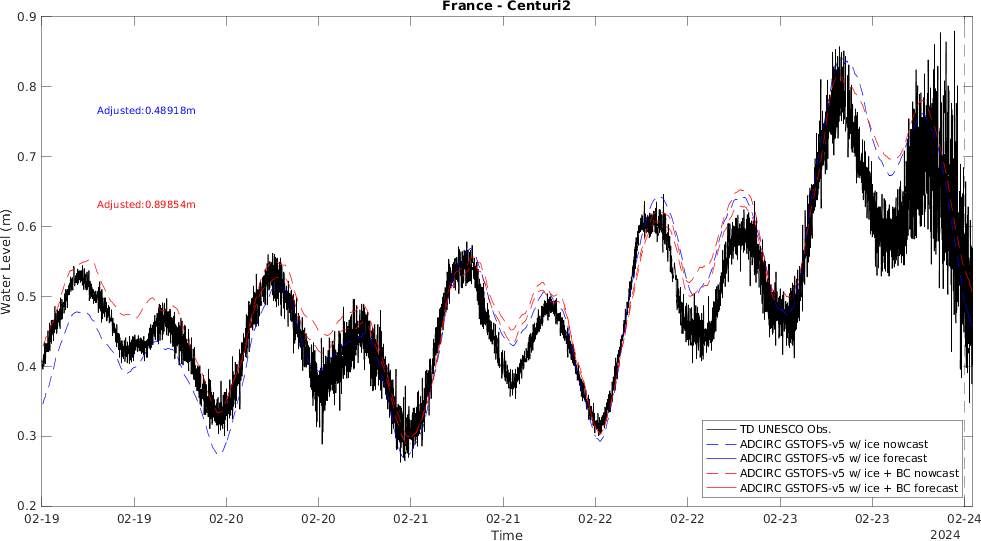 France - Centuri2
0.9
0.8
0.7
0.6
0.5
0.4
0.3
0.2
Water Level (m)
Adjusted:0.48918m
Adjusted:0.89854m
TD UNESCO Obs.
ADCIRC GSTOFS-v5 w/ ice nowcast
ADCIRC GSTOFS-v5 w/ ice forecast
ADCIRC GSTOFS-v5 w/ ice + BC nowcast
ADCIRC GSTOFS-v5 w/ ice + BC forecast
02-19 02-19 02-20 02-20 02-21 02-21 02-22 02-22 02-23 02-23 02-24
Time
2024